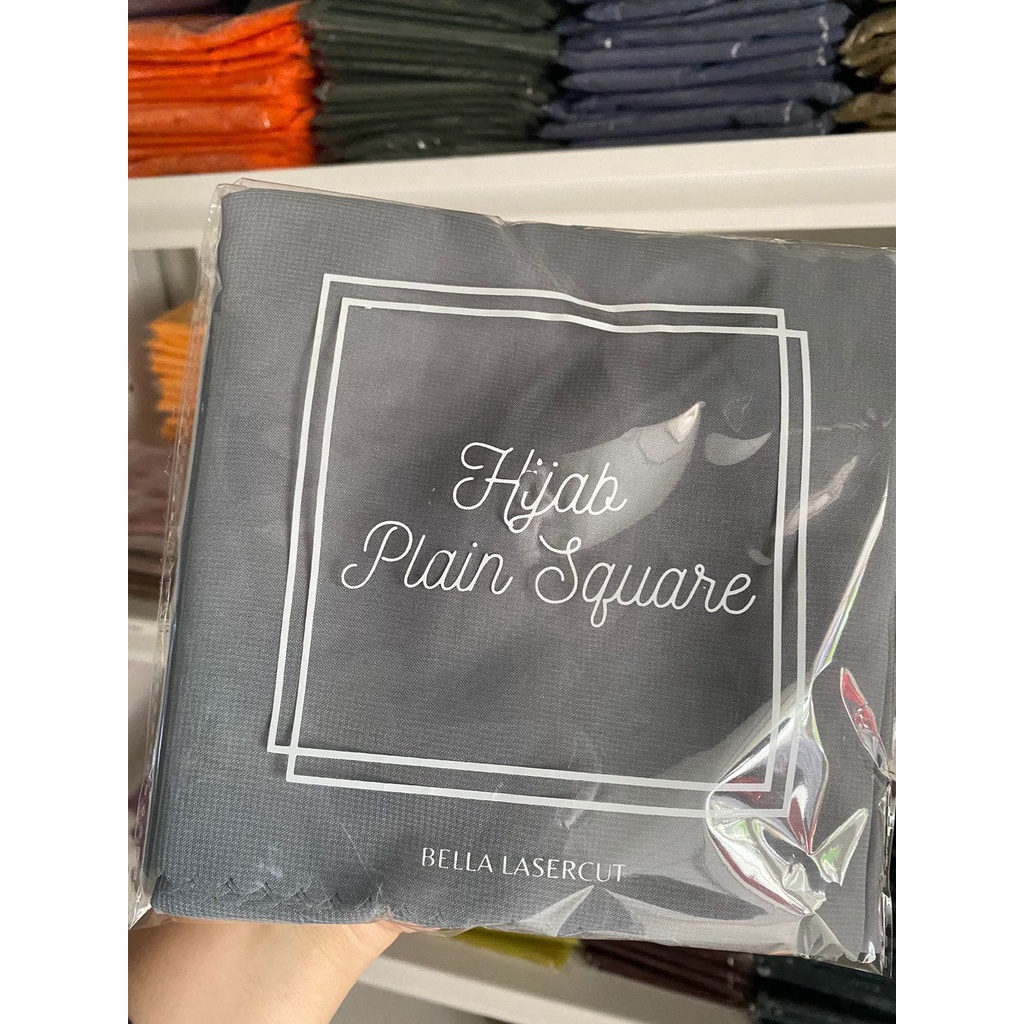 Hijab
Plain Square
BELLA LASERCUT